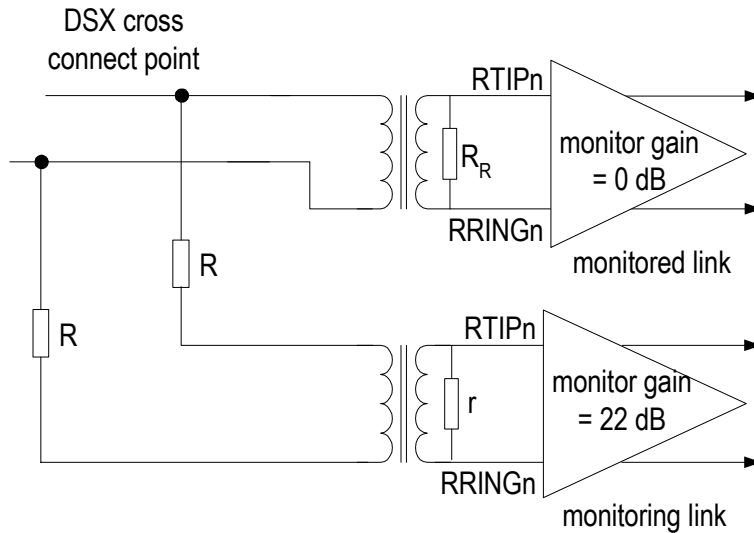 DSX cross
connect point
RTIPn
R_R
monitor gain
= 0 dB
RRINGn
monitored link
R
R
RTIPn
monitor gain
= 22 dB
r
RRINGn
monitoring link